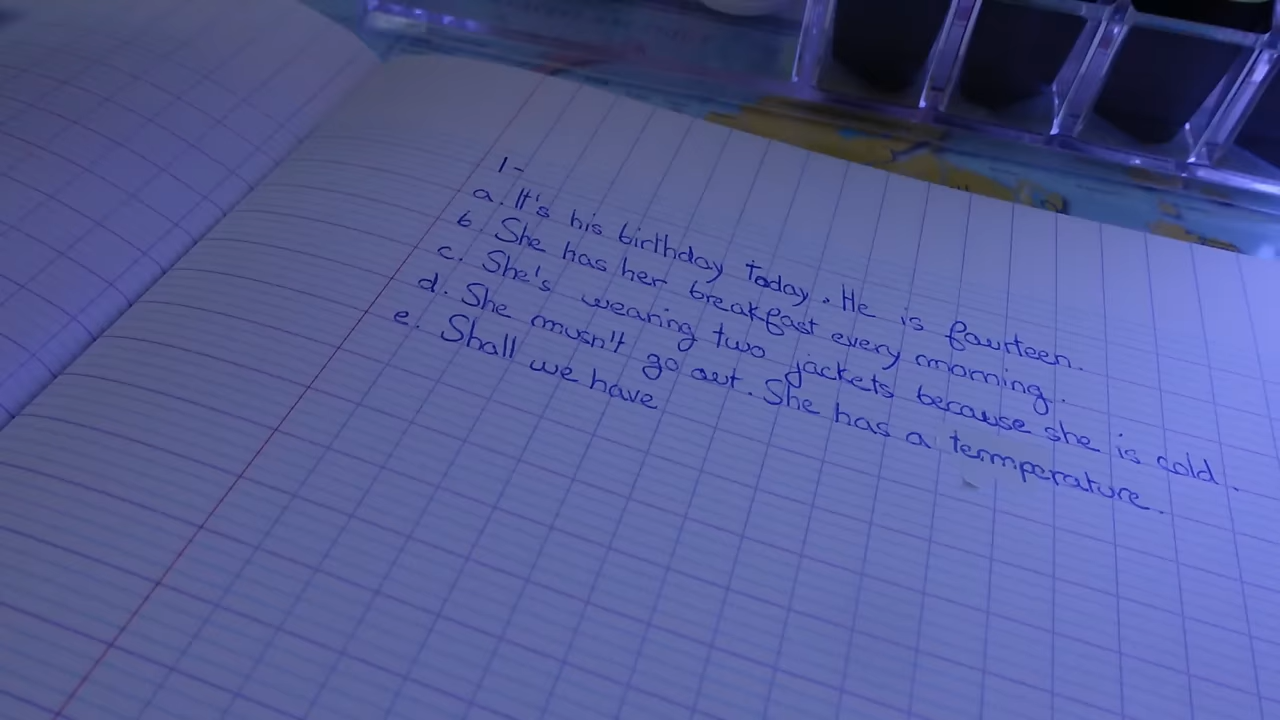 1-
a. It's his birthday today. He is fourteen.
b She has her breakfast every morning.
c. She's wearing two jackets because she is cold.
d. She musn't go out. She has a temperature.
e. Shall we have